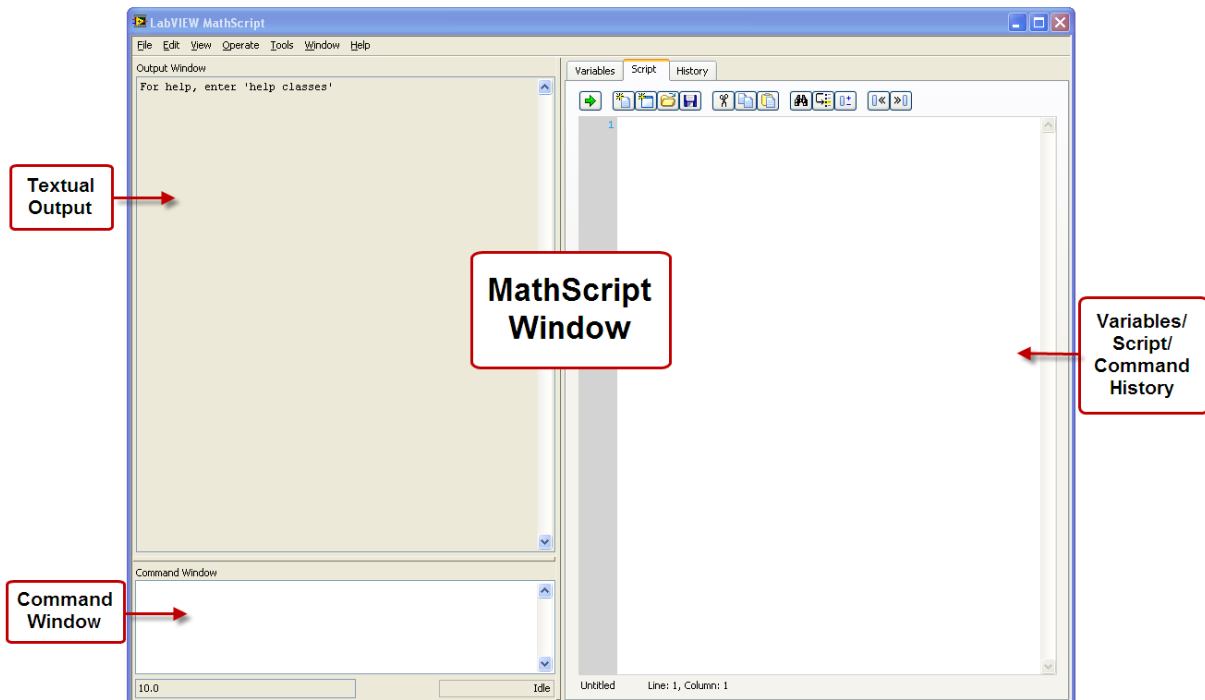 LabVIEW MathScript
File Edit View Operate Tools Window Help
Output Window
For help, enter 'help classes'
Textual
Output
Command Window
Command
Window
10.0
Idle
MathScript
Window
Variables Script History
1
Untitled Line: 1, Column: 1
Variables/
Script/
Command
History